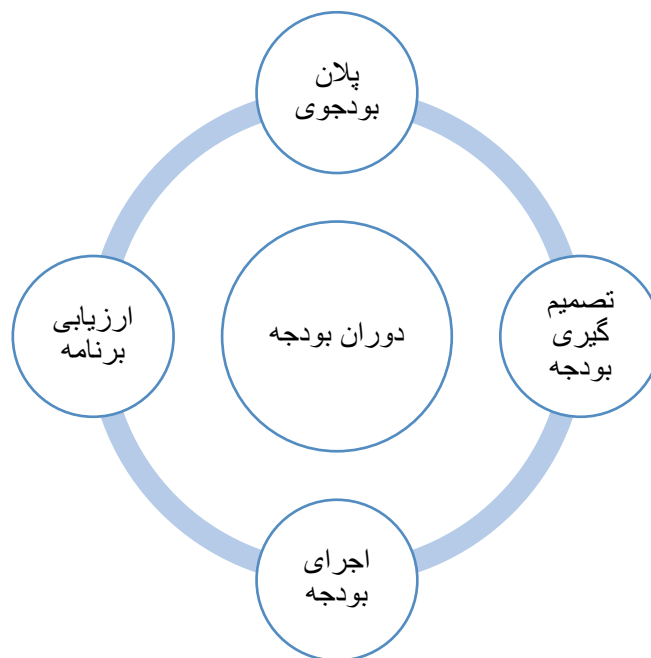 پلان
بودجوی
تصمیم
گیری
بودجه
دوران بودجه
ارزیابی
برنامه
اجرای
بودجه